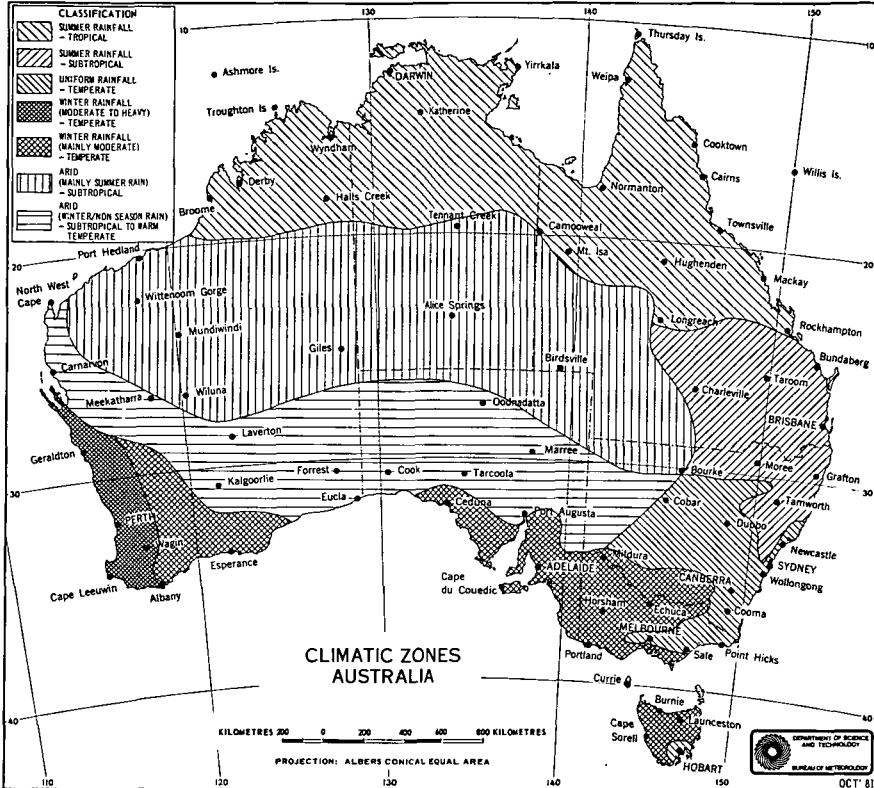 CLASSIFICATION
SUMMER RAINFALL
- TROPICAL
SUMMER RAINFALL
- SUBTROPICAL
UNIFORM RAINFALL
- TEMPERATE
WINTER RAINFALL
(MODERATE TO HEAVY)
- TEMPERATE
WINTER RAINFALL
(MAINLY MODERATE)
- TEMPERATE
ARID
(MAINLY SUMMER RAIN)
- SUBTROPICAL
ARID
(WINTER/NON SEASON RAIN)
- SUBTROPICAL TO WARM
TEMPERATE
130
140
150
10
10
Thursday Is.
Ashmore Is.
DARWIN
Yirrkala
Weipa
Troughton Is
Katherine
Wyndham
Cooktown
Cairns
Willis Is.
Derby
Halls Creek
Normanton
Broome
Tennant Creek
Camooweal
Townsville
Port Hedland
Mt. Isa
Hughenden
20
20
Mackay
North West
Cape
Wittenoom Gorge
Alice Springs
Longreach
Rockhampton
Mundiwindi
Giles
Birdsville
Bundaberg
Carnarvon
Taroom
Charleville
Meekatharra
Wiluna
Oodnadatta
BRISBANE
Laverton
Marree
Geraldton
Forrest
Cook
Tarcoola
Bourke
Moree
Grafton
Kalgoorlie
30
30
Eucla
Ceduna
Port Augusta
Cobar
Tamworth
PERTH
Dubbo
Wagin
Esperance
Mildura
Newcastle
ADELAIDE
SYDNEY
Cape Leeuwin
Albany
Cape
du Couedic
CANBERRA
Wollongong
Horsham
Echuca
Cooma
MELBOURNE
Portland
Sale
Point Hicks
CLIMATIC ZONES
AUSTRALIA
Currie
Burnie
Launceston
40
40
Cape
Sorell
HOBART
KILOMETRES 200 0 200 400 600 800 KILOMETRES
PROJECTION: ALBERS CONICAL EQUAL AREA
DEPARTMENT OF SCIENCE
AND TECHNOLOGY
BUREAU OF METEOROLOGY
110
120
130
140
150
OCT' 81